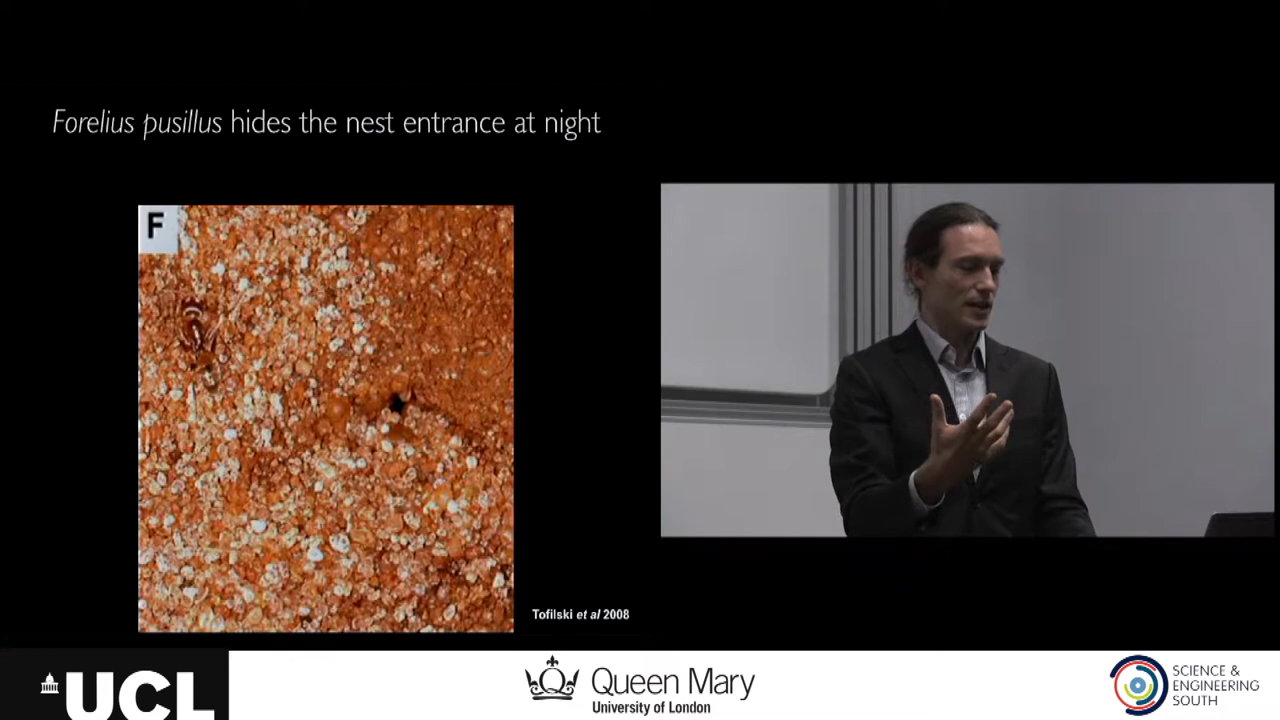 Forelius pusillus hides the nest entrance at night
F
Tofilski et al 2008
UCL
Queen Mary
University of London
SCIENCE &
ENGINEERING
SOUTH